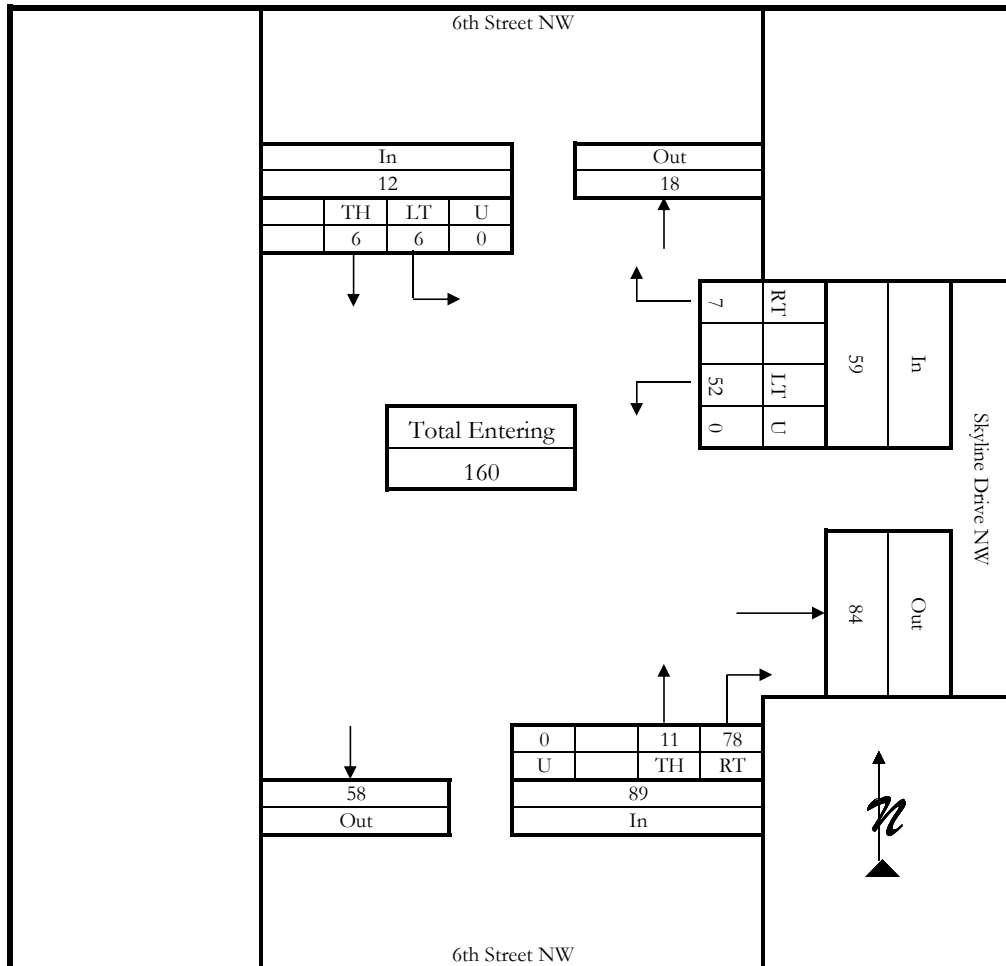 6th Street NW
In
12
TH LT U
6 6 0
Out
18
7 RT
52 LT
0 U
59
In
Skyline Drive NW
Total Entering
160
84
Out
0 11 78
U TH RT
89
In
58
Out
n
6th Street NW